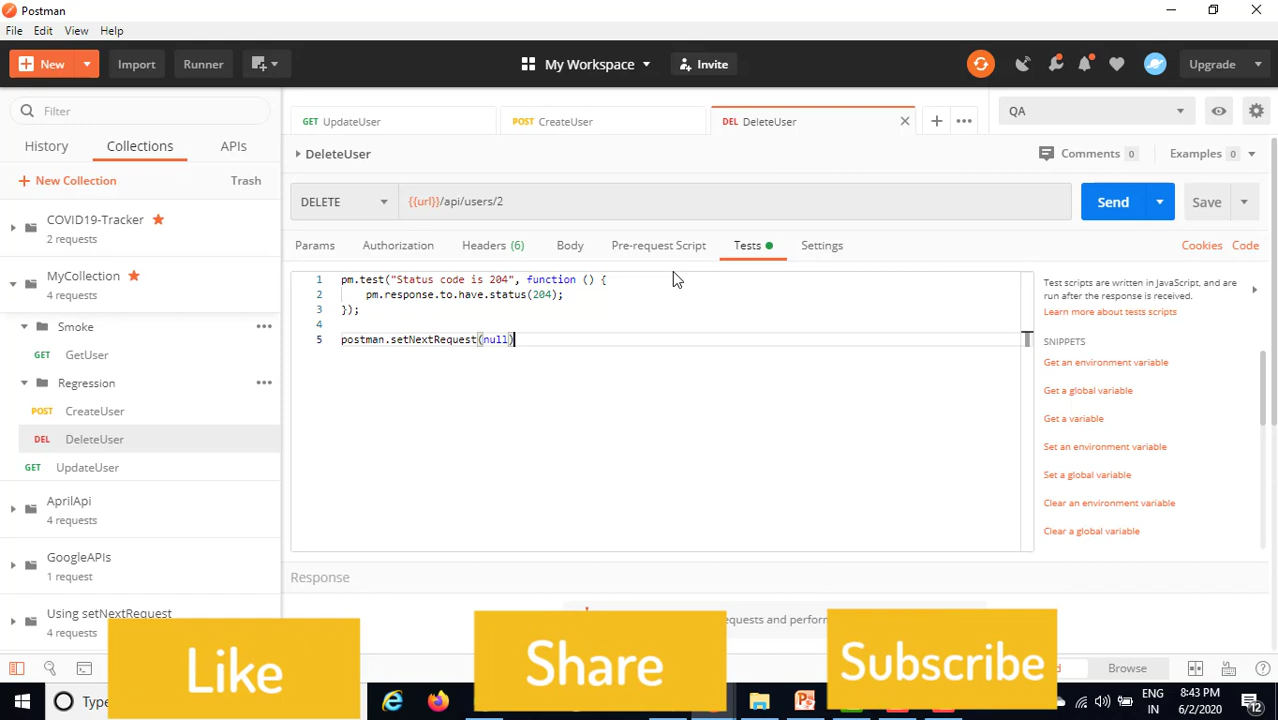 Postman
File Edit View Help
New Import Runner My Workspace Invite Upgrade
Filter
History Collections APIs
New Collection Trash
COVID19-Tracker
2 requests
MyCollection
4 requests
Smoke
GetUser
Regression
POST CreateUser
DEL DeleteUser
GET UpdateUser
AprilApi
4 requests
GoogleAPIs
1 request
Using setNextRequest
4 requests
GET UpdateUser POST CreateUser DEL DeleteUser
QA
DeleteUser
Comments 0 Examples 0
DELETE {{url}}/api/users/2 Send Save
Params Authorization Headers (6) Body Pre-request Script Tests Settings Cookies Code
1 pm.test("Status code is 204", function () {
2 pm.response.to.have.status(204);
3 });
4
5 postman.setNextRequest(null)
Test scripts are written in JavaScript, and are
run after the response is received.
Learn more about tests scripts
SNIPPETS
Get an environment variable
Get a global variable
Get a variable
Set an environment variable
Set a global variable
Clear an environment variable
Clear a global variable
Response
Like
Share
Subscribe
Browse
ENG
IN
8:43 PM
6/2/2020
12